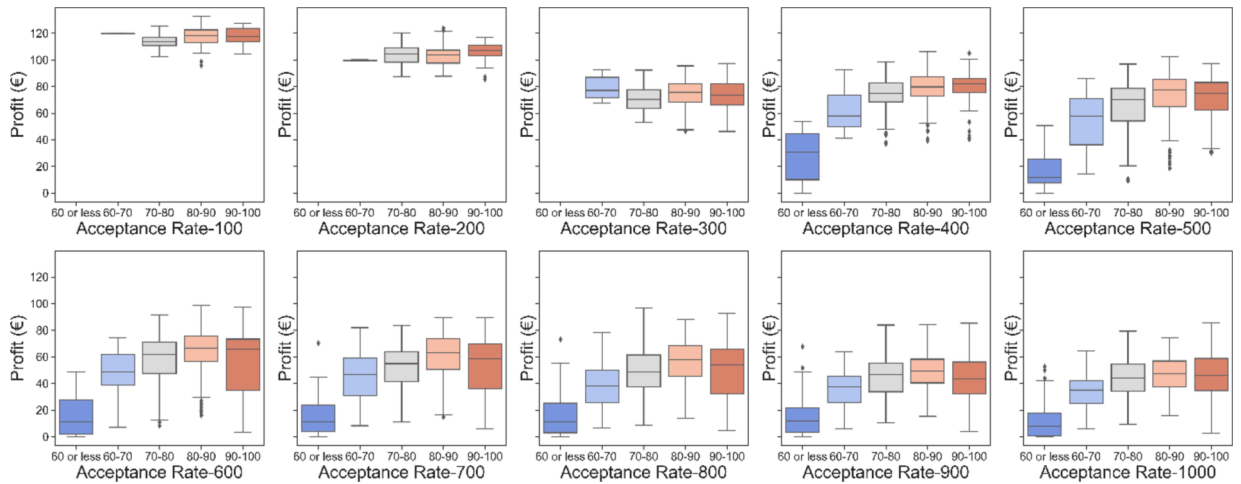 Profit (€)
120
100
80
60
40
20
0
60 or less 60-70 70-80 80-90 90-100
Acceptance Rate-100
Profit (€)
60 or less 60-70 70-80 80-90 90-100
Acceptance Rate-200
Profit (€)
60 or less 60-70 70-80 80-90 90-100
Acceptance Rate-300
Profit (€)
60 or less 60-70 70-80 80-90 90-100
Acceptance Rate-400
Profit (€)
60 or less 60-70 70-80 80-90 90-100
Acceptance Rate-500
Profit (€)
120
100
80
60
40
20
0
60 or less 60-70 70-80 80-90 90-100
Acceptance Rate-600
Profit (€)
60 or less 60-70 70-80 80-90 90-100
Acceptance Rate-700
Profit (€)
60 or less 60-70 70-80 80-90 90-100
Acceptance Rate-800
Profit (€)
60 or less 60-70 70-80 80-90 90-100
Acceptance Rate-900
Profit (€)
60 or less 60-70 70-80 80-90 90-100
Acceptance Rate-1000